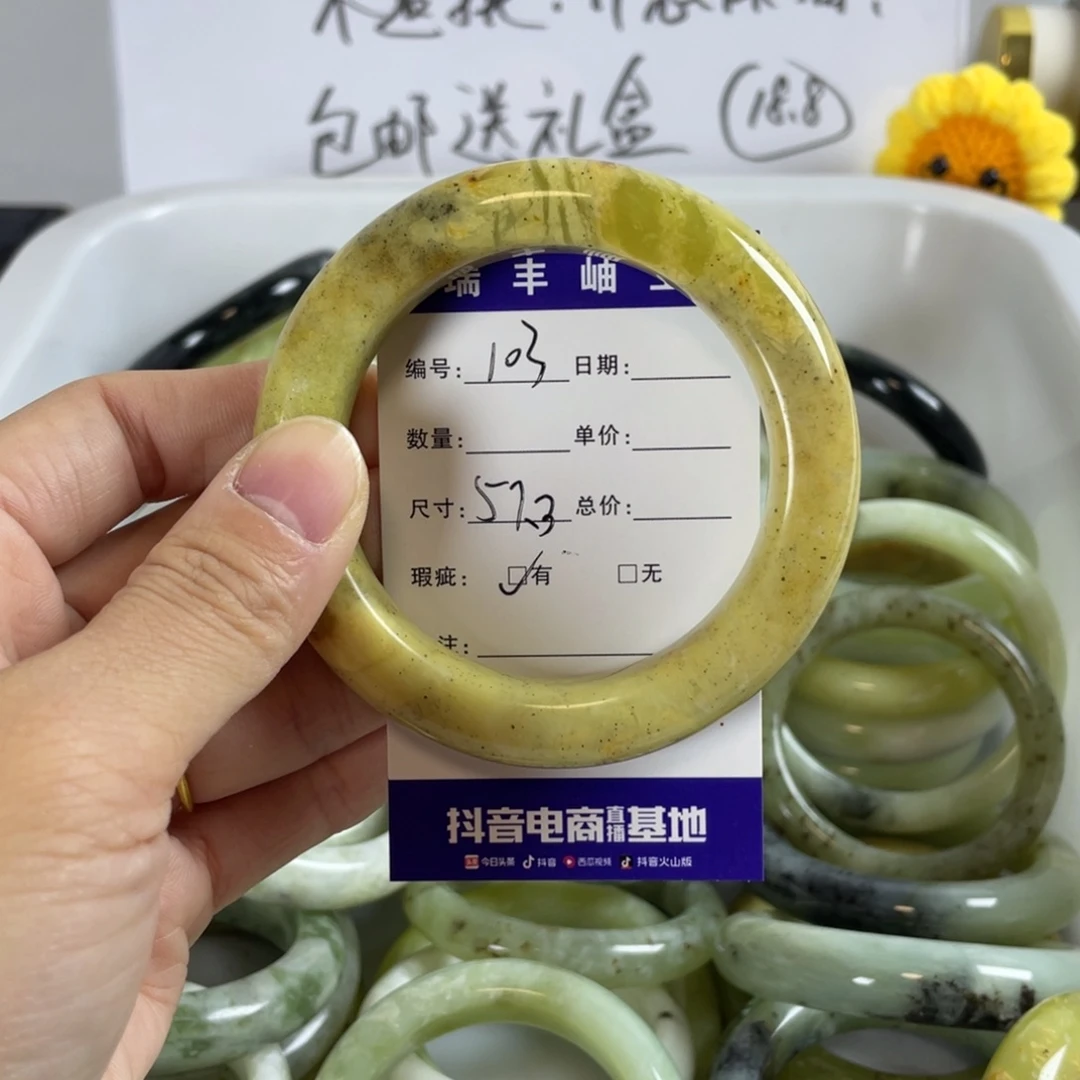 包邮送礼盒 18.8
瑞丰岫
编号: 103 日期:
数量: 单价:
尺寸: 57.3 总价:
瑕疵: 有 无
注:
抖音电商直播基地
今日头条 抖音 西瓜视频 抖音火山版